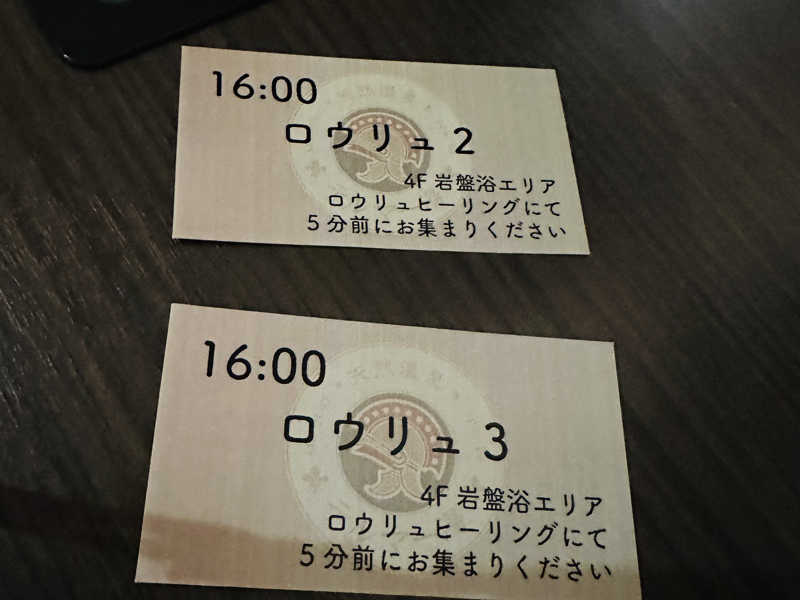 16:00
ロウリュ 2
4F 岩盤浴エリア
ロウリュヒーリングにて
5 分前にお集まりください
16:00
ロウリュ 3
4F 岩盤浴エリア
ロウリュヒーリングにて
5 分前にお集まりください